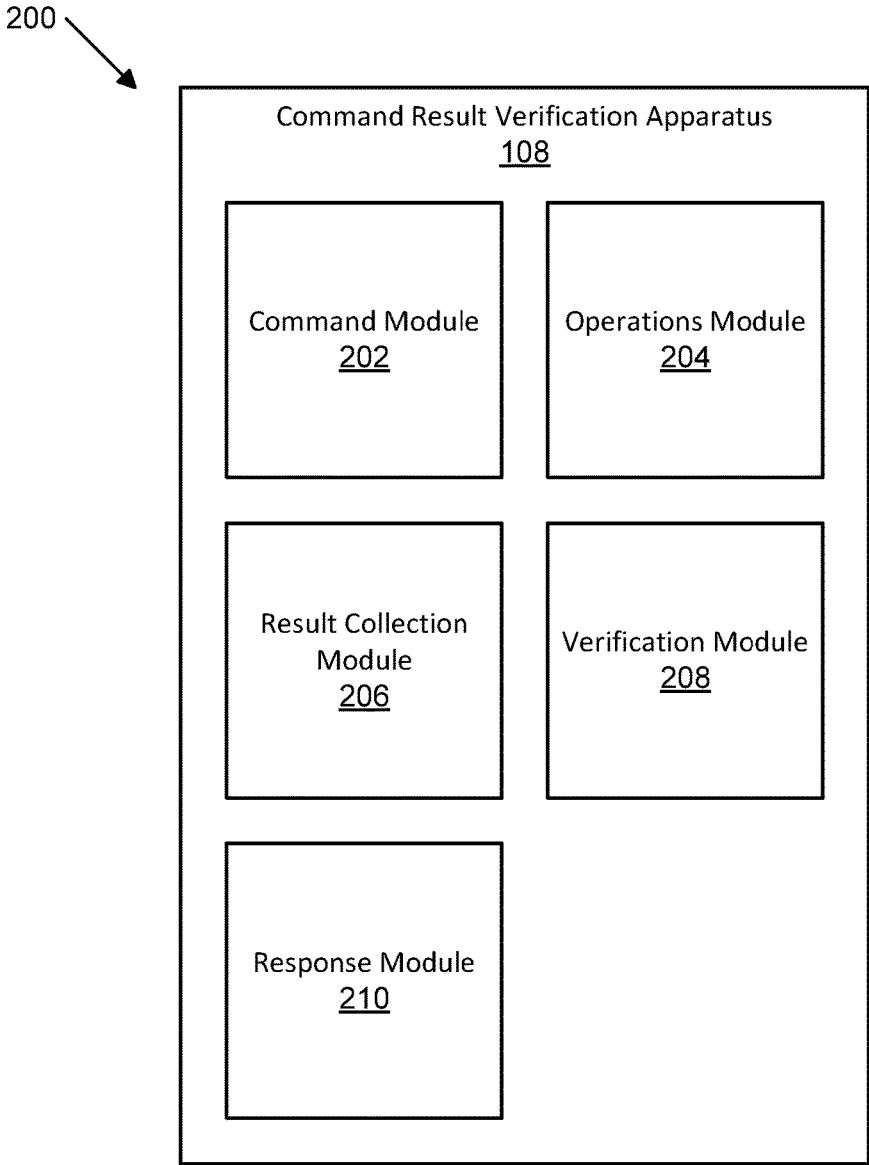 200
Command Result Verification Apparatus
108
Command Module
202
Operations Module
204
Result Collection
Module
206
Verification Module
208
Response Module
210